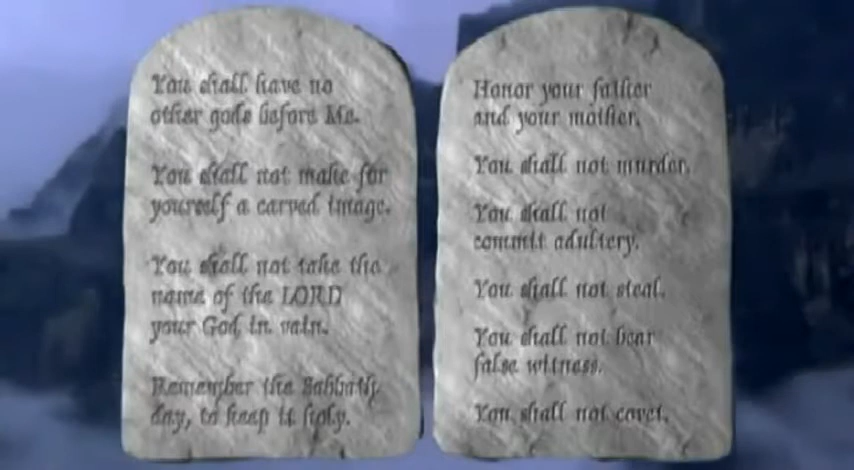 You shall have no
other gods before Me.
You shall not make for
yourself a carved image.
You shall not take the
name of the LORD
your God in vain.
Remember the Sabbath
day, to keep it holy.
Honor your father
and your mother.
You shall not murder.
You shall not
commit adultery.
You shall not steal.
You shall not bear
false witness.
You shall not covet.